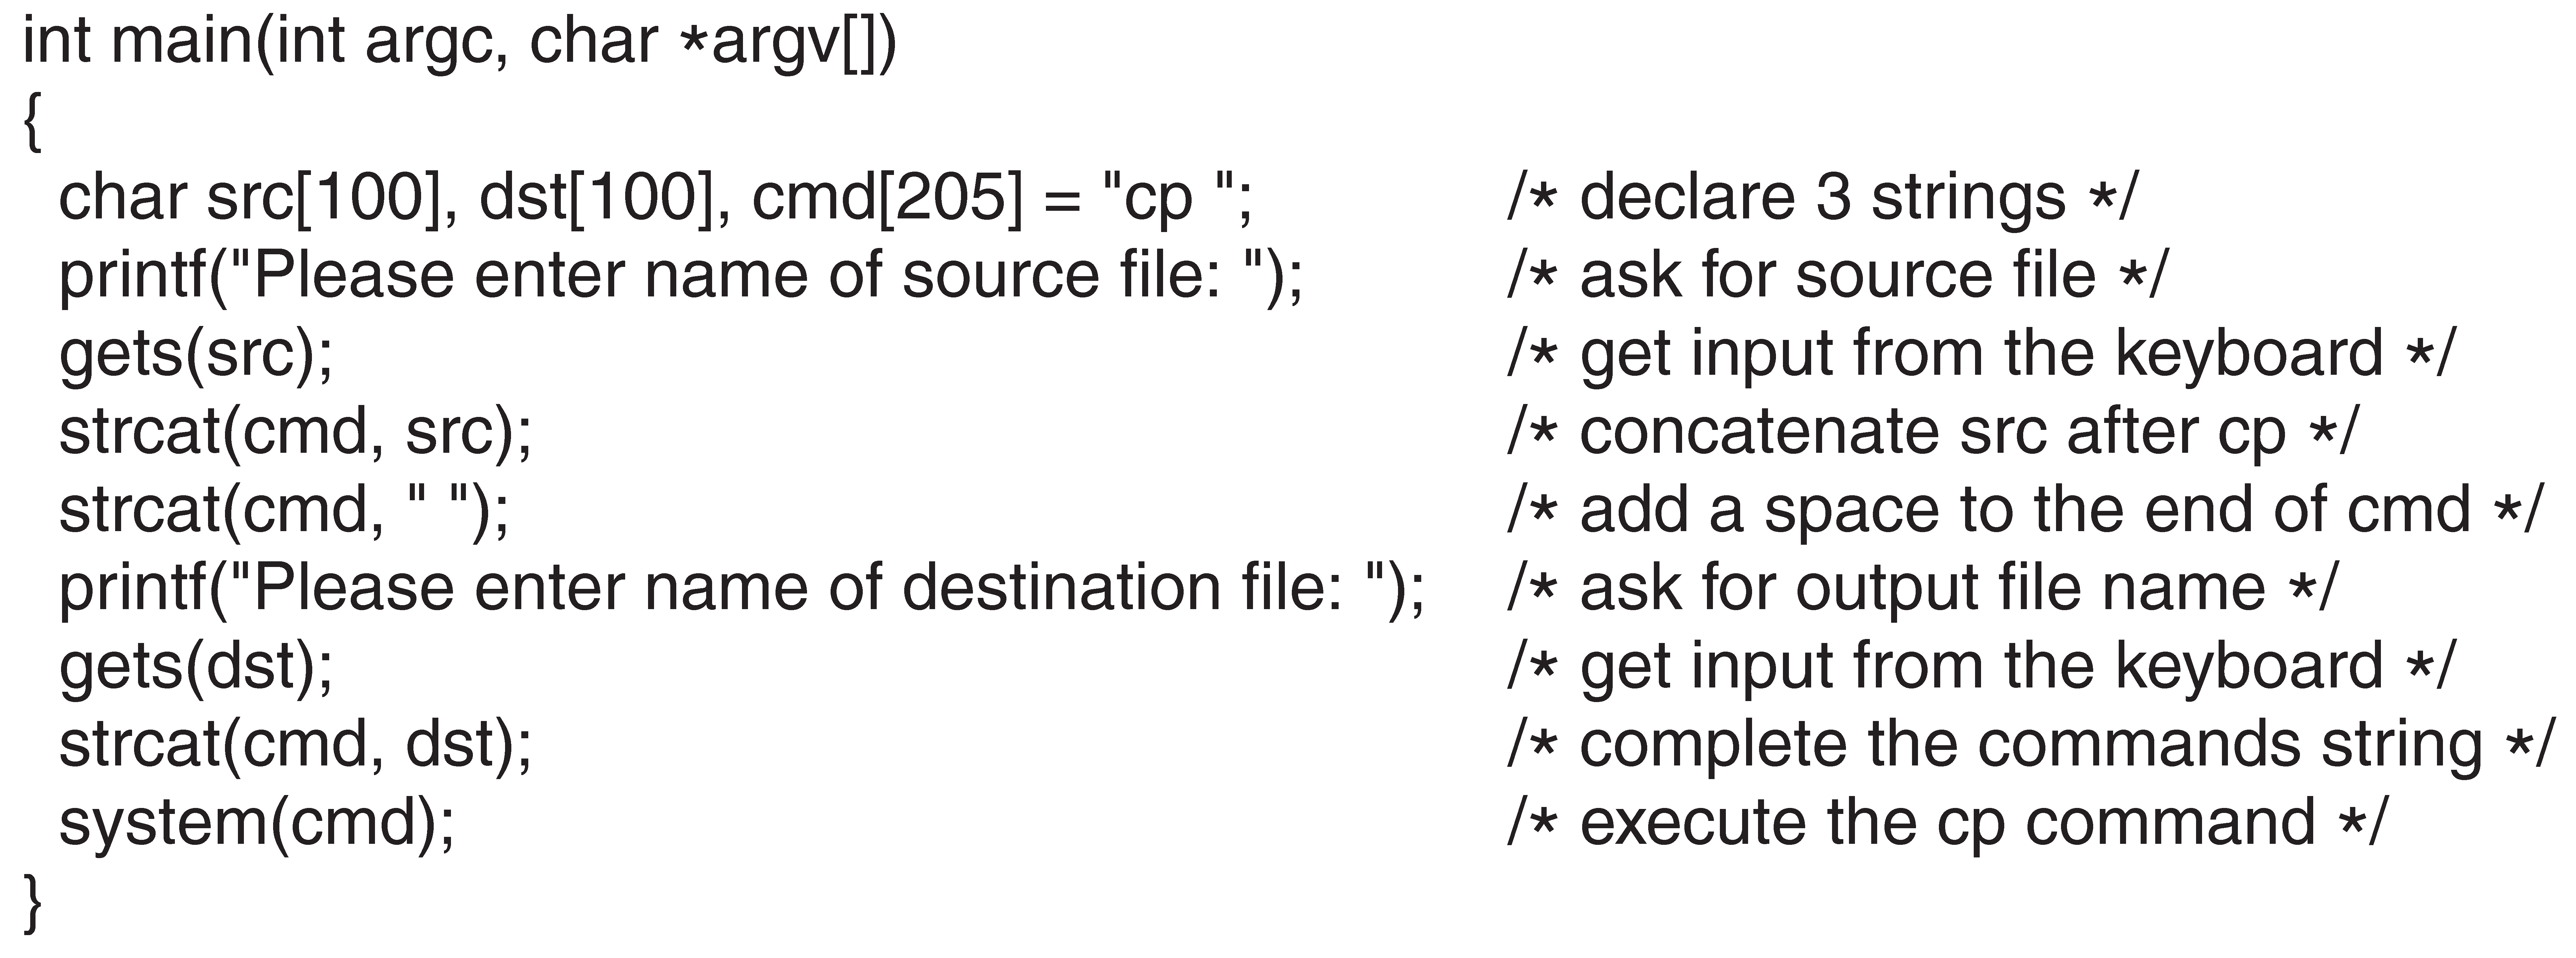 int main(int argc, char *argv[])
{
char src[100], dst[100], cmd[205] = "cp "; /* declare 3 strings */
printf("Please enter name of source file: "); /* ask for source file */
gets(src); /* get input from the keyboard */
strcat(cmd, src); /* concatenate src after cp */
strcat(cmd, " "); /* add a space to the end of cmd */
printf("Please enter name of destination file: "); /* ask for output file name */
gets(dst); /* get input from the keyboard */
strcat(cmd, dst); /* complete the commands string */
system(cmd); /* execute the cp command */
}